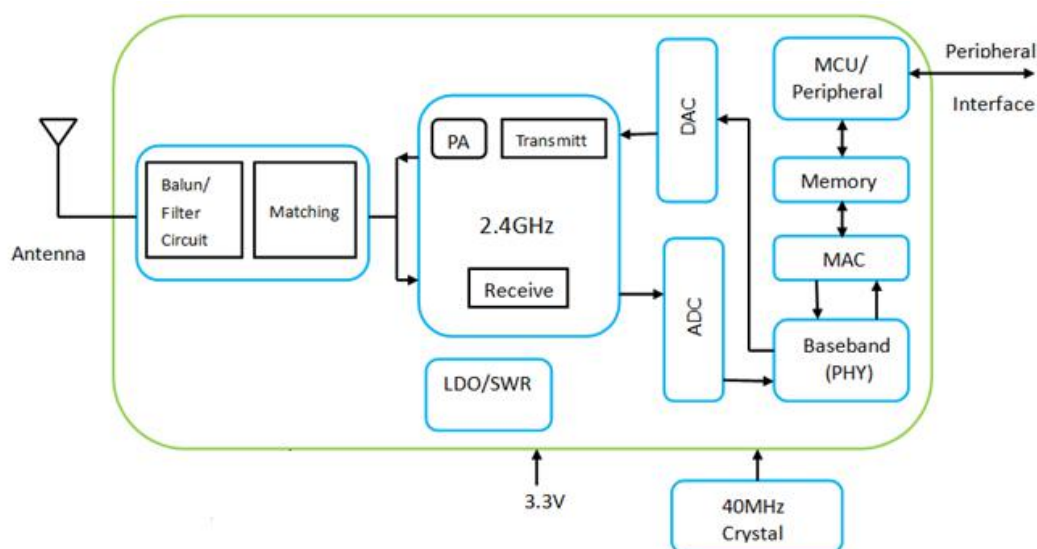 Antenna
Balun/
Filter
Circuit
Matching
PA
Transmitt
2.4GHz
Receive
LDO/SWR
DAC
ADC
MCU/
Peripheral
Memory
MAC
Baseband
(PHY)
Peripheral
Interface
3.3V
40MHz
Crystal